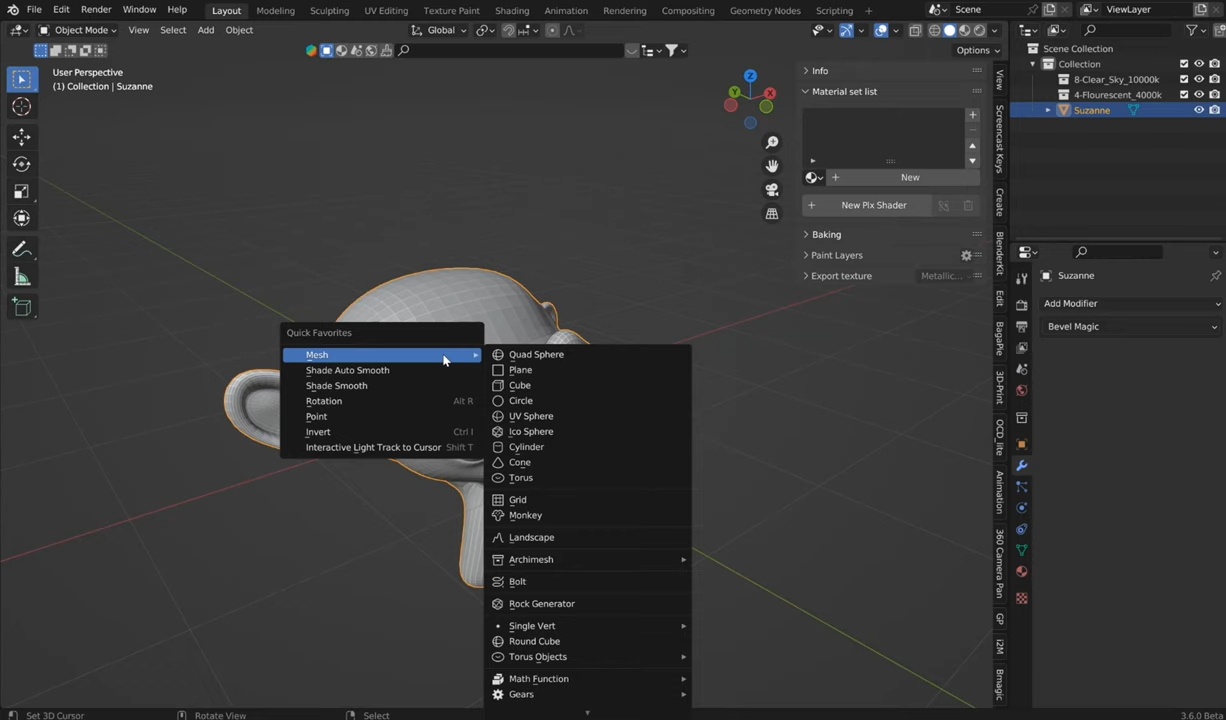 File Edit Render Window Help Layout Modeling Sculpting UV Editing Texture Paint Shading Animation Rendering Compositing Geometry Nodes Scripting + Scene ViewLayer
Object Mode View Select Add Object Global
Options
User Perspective
(1) Collection | Suzanne
Info
Material set list
New
New Plx Shader
Baking
Paint Layers
Export texture Metallic...
View
Screencast Keys
Create
BlenderKit
Edit
BagaPie
3D-Print
OCD_lite
Animation
360 Camera Pan
GP
i2M
Bmagic
Scene Collection
Collection
8-Clear_Sky_10000k
4-Flourescent_4000k
Suzanne
Suzanne
Add Modifier
Bevel Magic
Quick Favorites
Mesh
Shade Auto Smooth
Shade Smooth
Rotation Alt R
Point
Invert Ctrl I
Interactive Light Track to Cursor Shift T
Quad Sphere
Plane
Cube
Circle
UV Sphere
Ico Sphere
Cylinder
Cone
Torus
Grid
Monkey
Landscape
Archimesh
Bolt
Rock Generator
Single Vert
Round Cube
Torus Objects
Math Function
Gears
Set 3D Cursor Rotate View Select 3.6.0 Beta